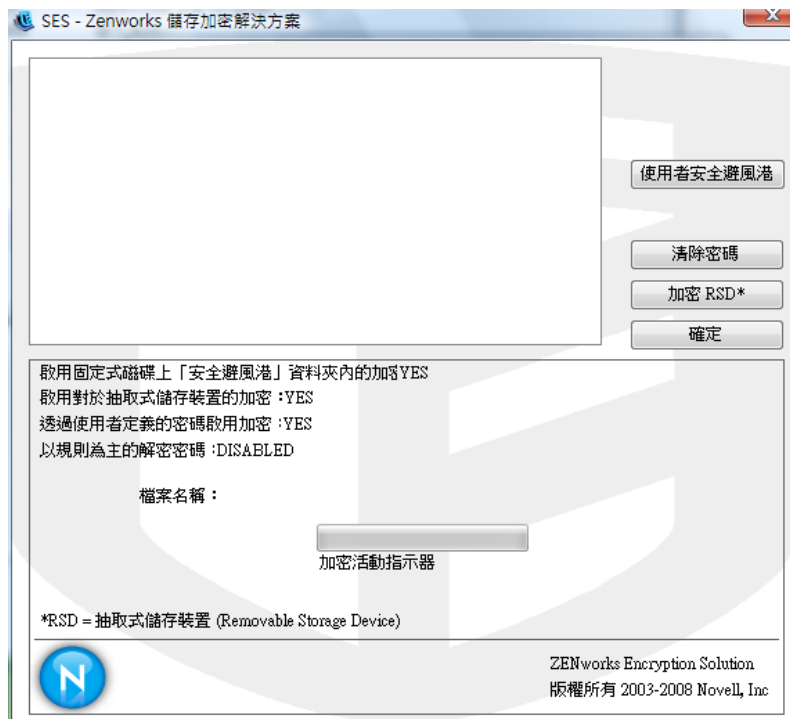 SES - Zenworks 儲存加密解決方案
使用者安全避風港
清除密碼
加密 RSD*
確定
啟用固定式磁碟上「安全避風港」資料夾內的加密YES
啟用對於抽取式儲存裝置的加密:YES
透過使用者定義的密碼啟用加密:YES
以規則為主的解密密碼:DISABLED
檔案名稱：
加密活動指示器
*RSD = 抽取式儲存裝置 (Removable Storage Device)
N
ZENworks Encryption Solution
版權所有 2003-2008 Novell, Inc